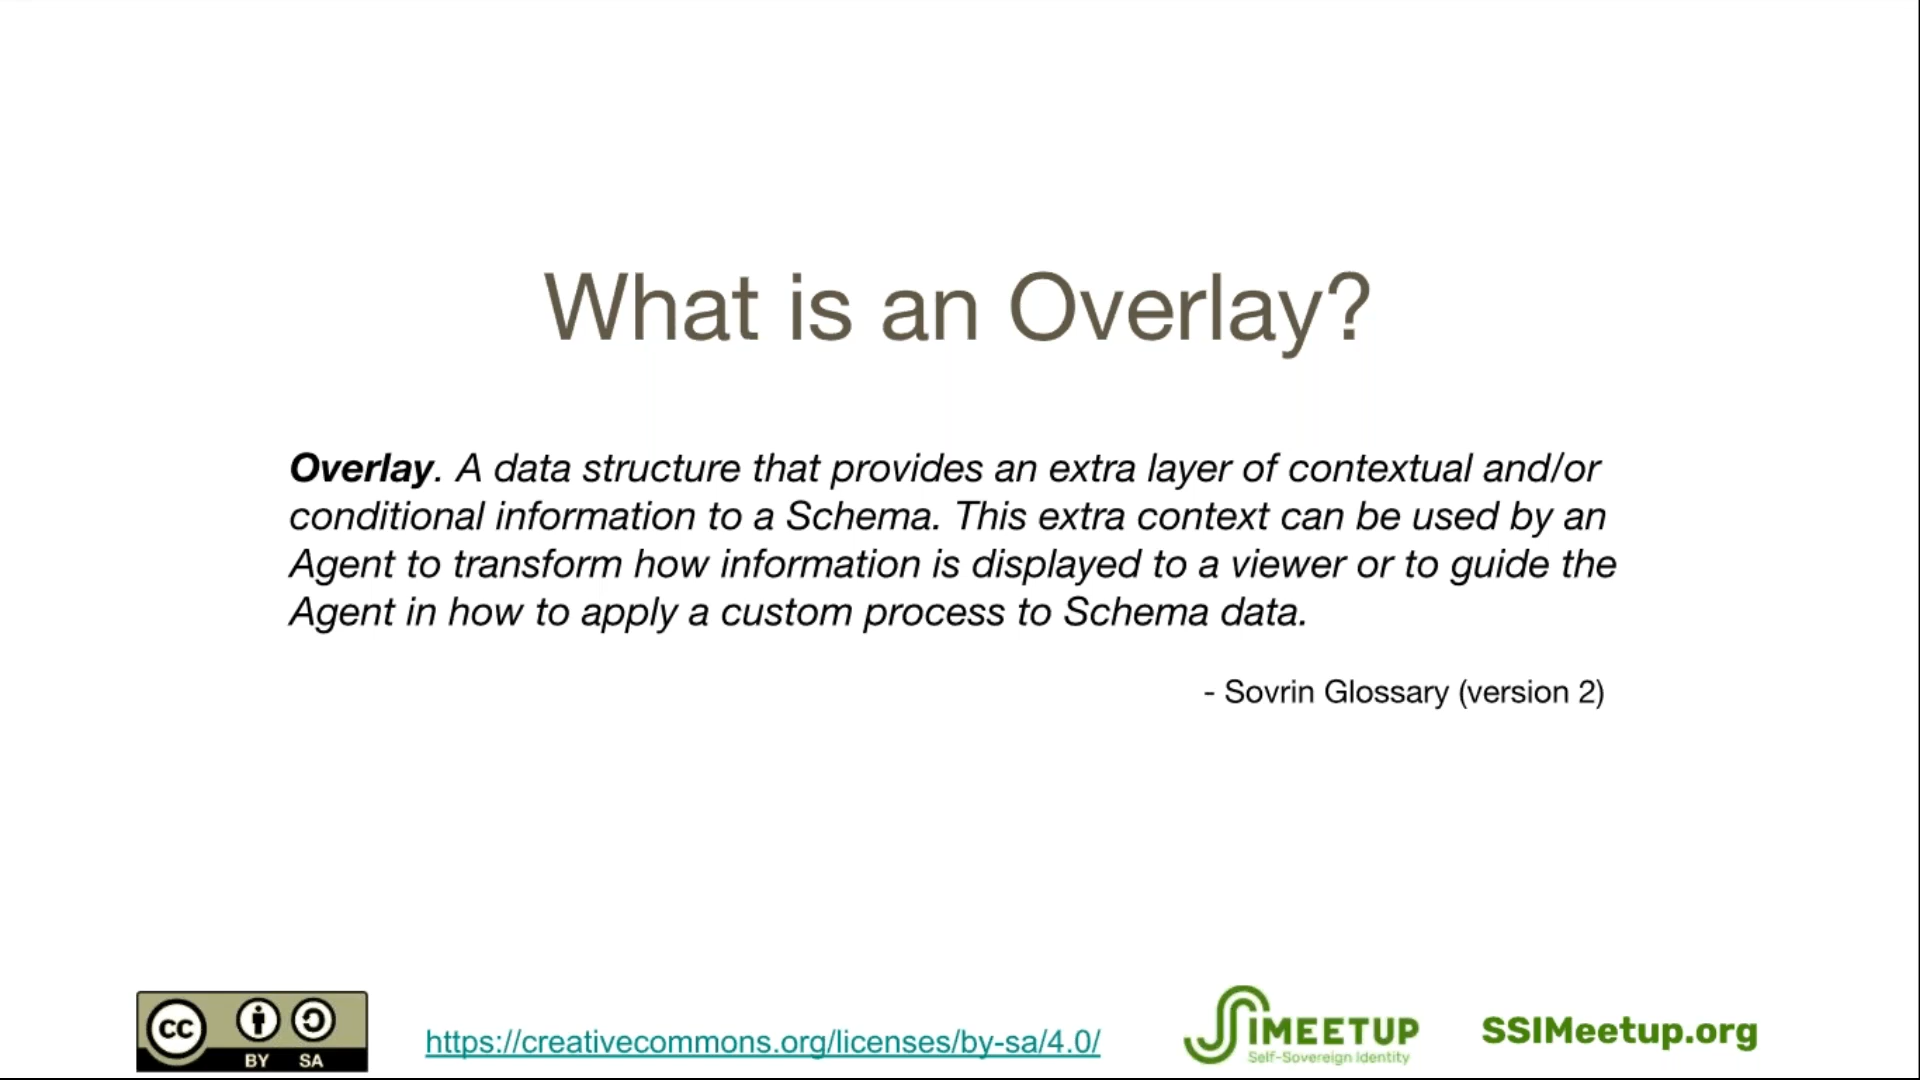 What is an Overlay?
Overlay. A data structure that provides an extra layer of contextual and/or
conditional information to a Schema. This extra context can be used by an
Agent to transform how information is displayed to a viewer or to guide the
Agent in how to apply a custom process to Schema data.
- Sovrin Glossary (version 2)
cc
BY SA
https://creativecommons.org/licenses/by-sa/4.0/
SSIMEETUP
Self-Sovereign Identity
SSIMeetup.org